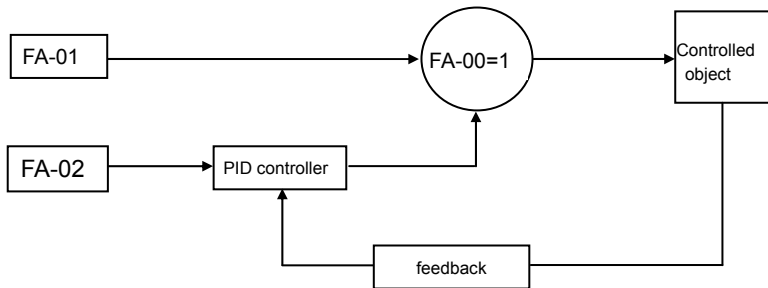 FA-01
FA-00=1
Controlled
object
FA-02
PID controller
feedback